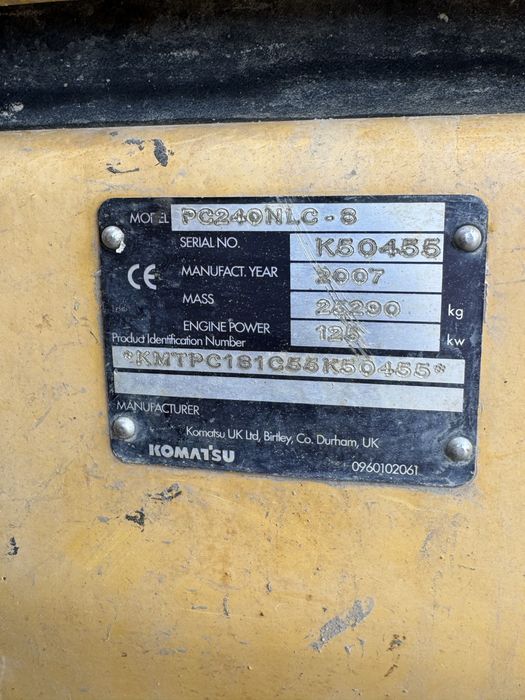 MODEL PC240NLC-8
SERIAL NO. K50455
MANUFACT. YEAR 2007
CE
MASS kg
ENGINE POWER 125 kw
Product Identification Number
*KMTPC181C55K50455*
MANUFACTURER
Komatsu UK Ltd, Birtley, Co. Durham, UK
KOMATSU
0960102061